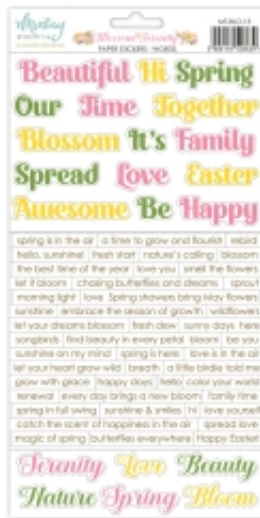 Mintay
PAPER STICKERS - WORDS
Beautiful Hi Spring
Our Time Together
Blossom It's Family
Spread Love Easter
Awesome Be Happy
spring is in the air a time to grow and flourish rebird
hello, sunshine! fresh start nature's calling blossom
the best time of the year love you smell the flowers
let it bloom chasing butterflies and dreams sprout
morning light love Spring showers bring May flowers
sunshine embrace the season of growth wildflowers
let your dreams blossom fresh dew sunny days here
songbirds find beauty in every petal bloom be you
sunshine on my mind spring is here love is in the air
let your heart grow wild breath a little birdie told me
grow with grace happy days hello color your world
renewal every day brings a new bloom family time
spring in full swing sunshine & smiles hi love yourself
catch the scent of happiness in the air spread love
magic of spring butterflies everywhere Happy Easter!
Serenity Love Beauty
Nature Spring Bloom